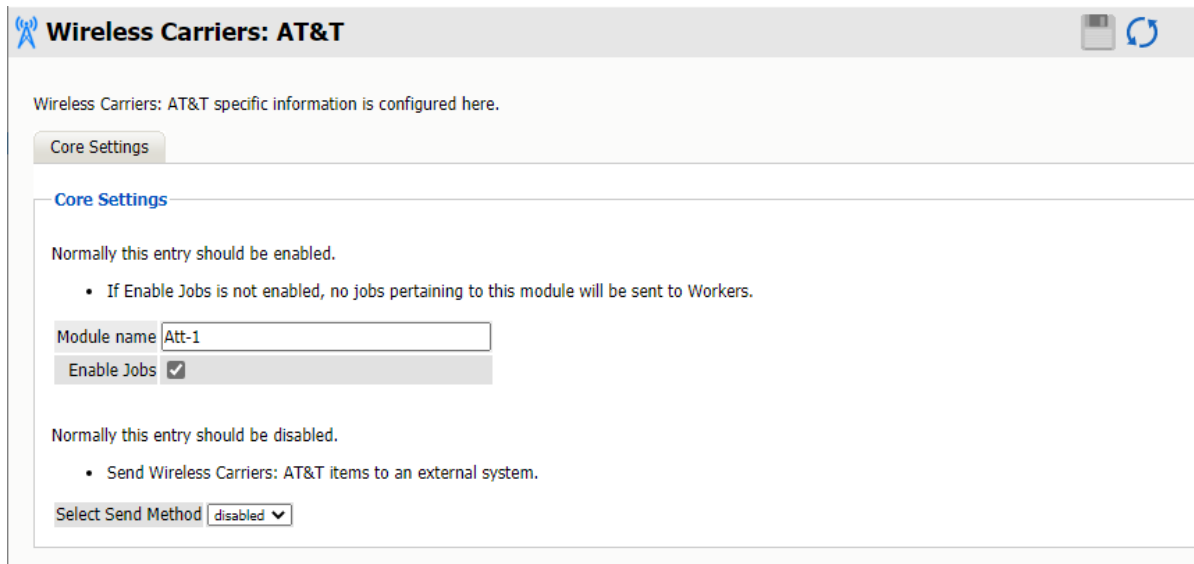 Wireless Carriers: AT&T
Wireless Carriers: AT&T specific information is configured here.
Core Settings
Core Settings
Normally this entry should be enabled.
• If Enable Jobs is not enabled, no jobs pertaining to this module will be sent to Workers.
Module name Att-1
Enable Jobs
Normally this entry should be disabled.
• Send Wireless Carriers: AT&T items to an external system.
Select Send Method disabled